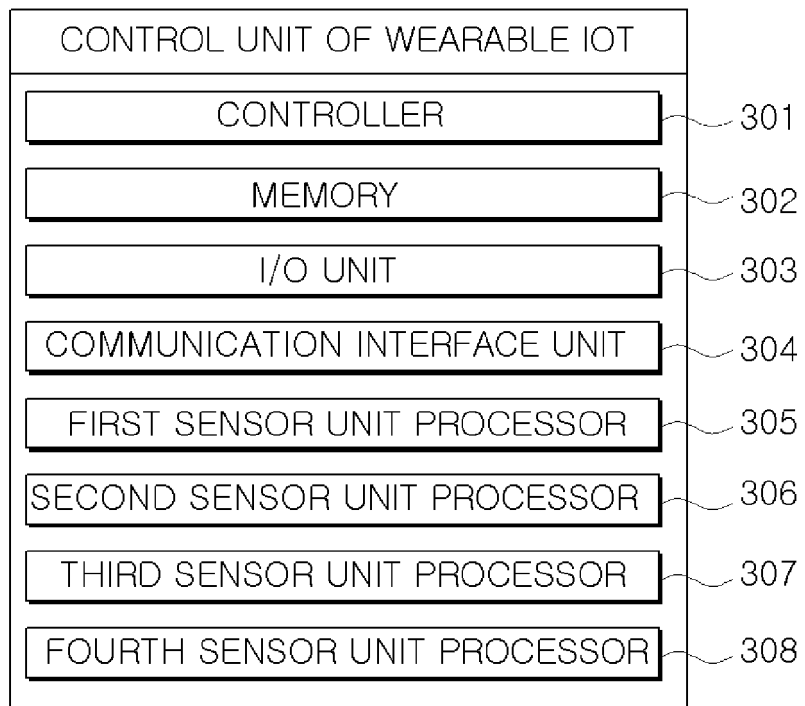 CONTROL UNIT OF WEARABLE IOT
CONTROLLER 301
MEMORY 302
I/O UNIT 303
COMMUNICATION INTERFACE UNIT 304
FIRST SENSOR UNIT PROCESSOR 305
SECOND SENSOR UNIT PROCESSOR 306
THIRD SENSOR UNIT PROCESSOR 307
FOURTH SENSOR UNIT PROCESSOR 308